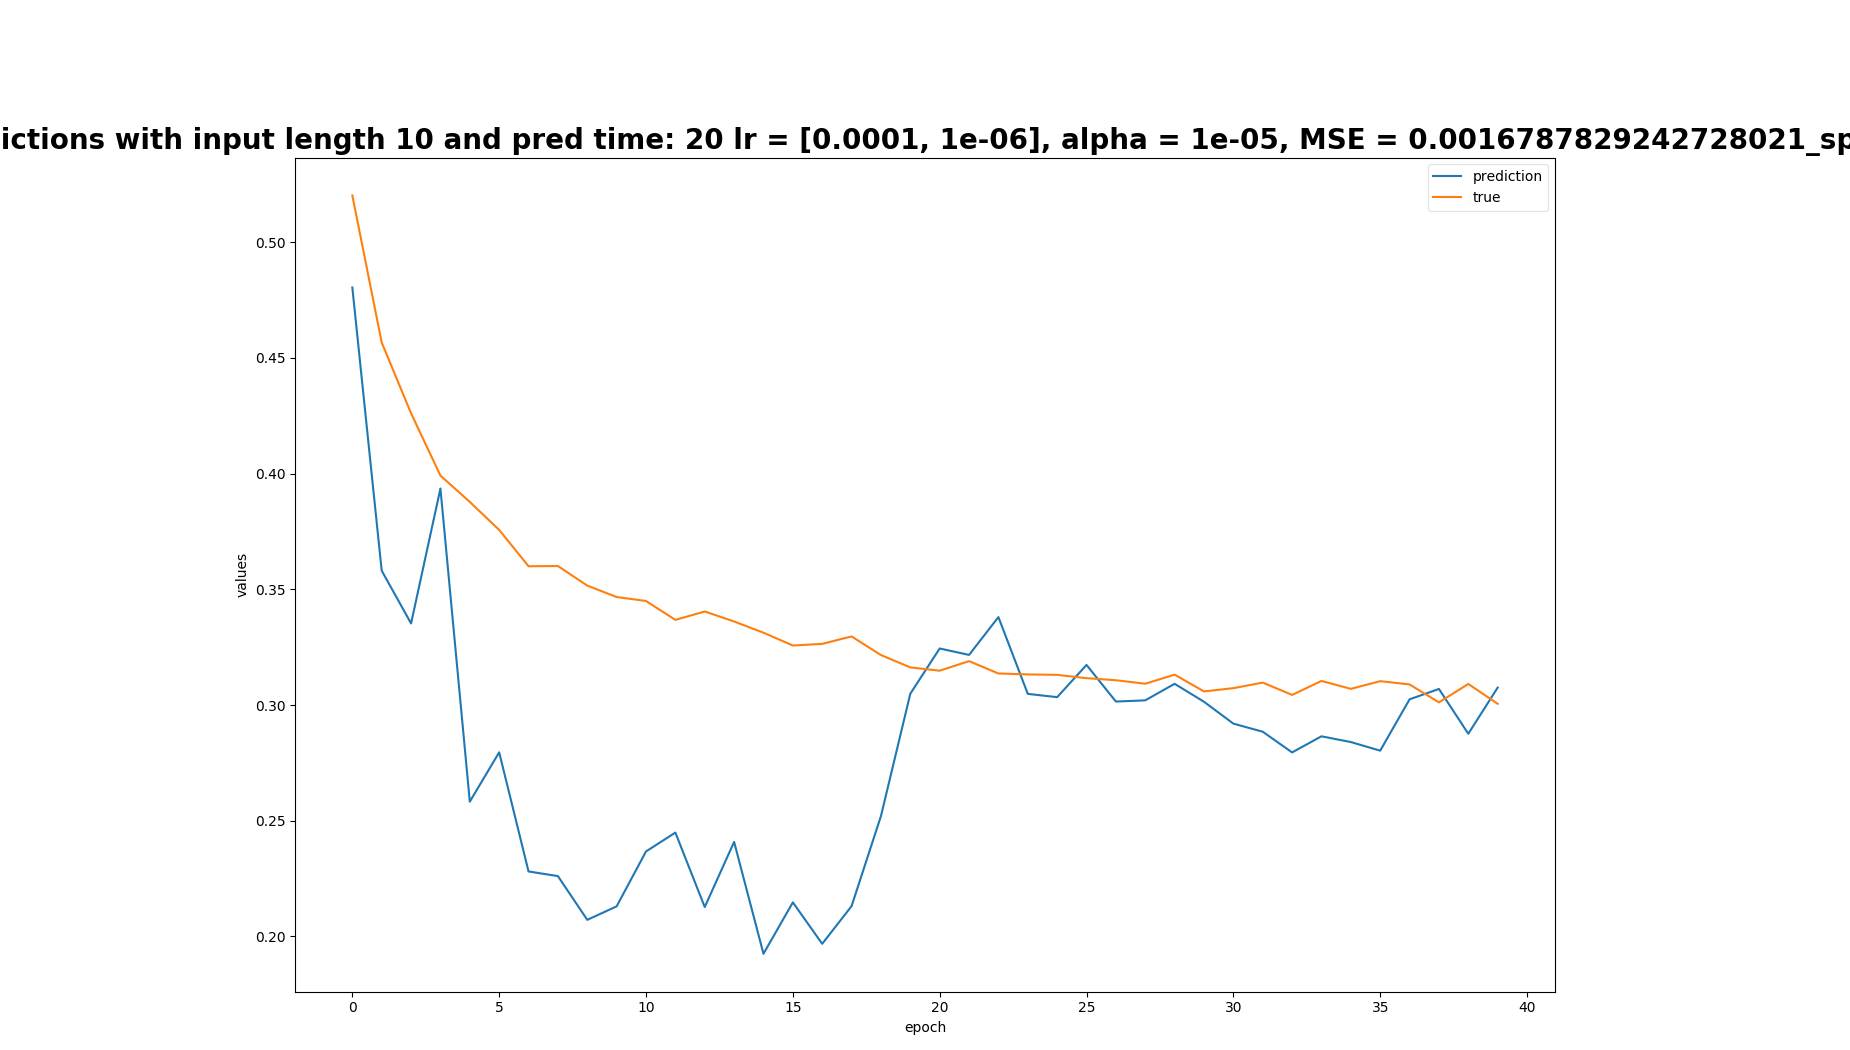 ictions with input length 10 and pred time: 20 lr = [0.0001, 1e-06], alpha = 1e-05, MSE = 0.0016787829242728021_sp
prediction
true
0.50
0.45
0.40
0.35
0.30
0.25
0.20
values
0 5 10 15 20 25 30 35 40
epoch